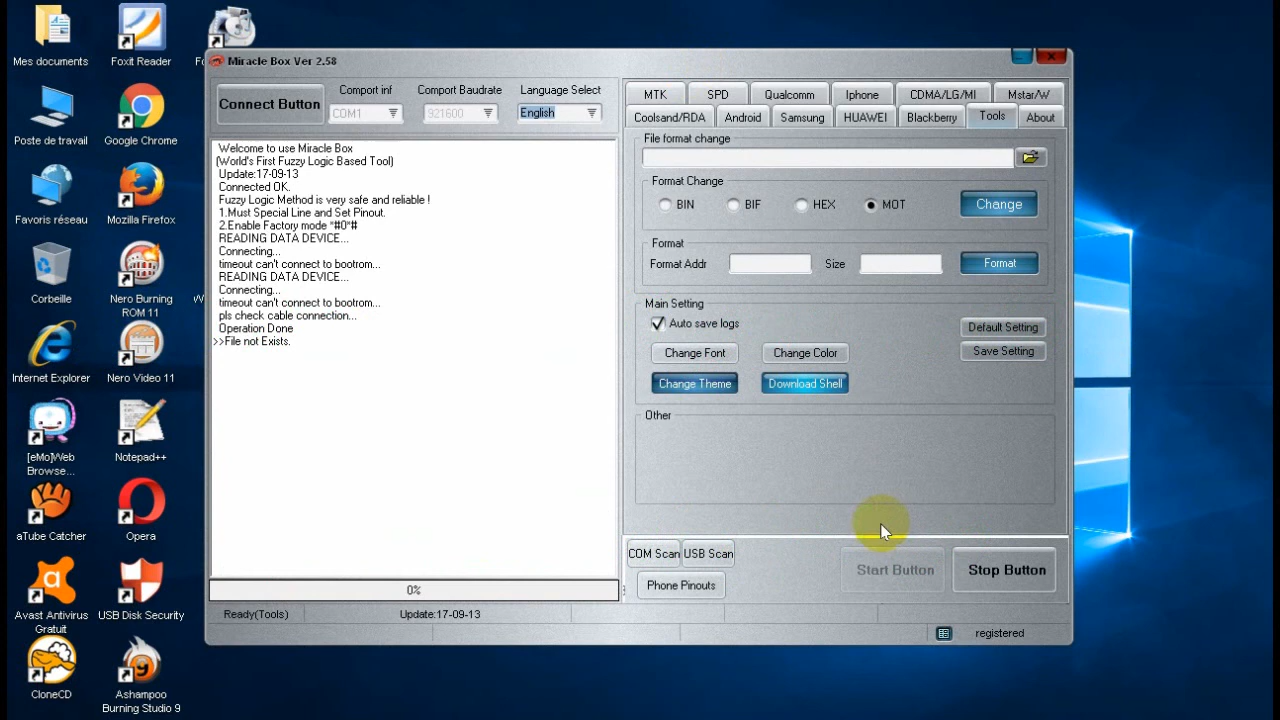 Mes documents
Foxit Reader
Poste de travail
Google Chrome
Favoris réseau
Mozilla Firefox
Corbeille
Nero Burning
ROM 11
Internet Explorer
Nero Video 11
[eMo]Web
Browse...
Notepad++
aTube Catcher
Opera
Avast Antivirus
Gratuit
USB Disk Security
CloneCD
Ashampoo
Burning Studio 9
Miracle Box Ver 2.58
Connect Button
Comport inf
Comport Baudrate
Language Select
COM1
921600
English
Welcome to use Miracle Box
(World's First Fuzzy Logic Based Tool)
Update:17-09-13
Connected OK.
Fuzzy Logic Method is very safe and reliable !
1.Must Special Line and Set Pinout.
2.Enable Factory mode *#0*#
READING DATA DEVICE...
Connecting...
timeout can't connect to bootrom...
READING DATA DEVICE...
Connecting...
timeout can't connect to bootrom...
pls check cable connection...
Operation Done
>>File not Exists.
0%
MTK
SPD
Qualcomm
Iphone
CDMA/LG/MI
Mstar/W
Coolsand/RDA
Android
Samsung
HUAWEI
Blackberry
Tools
About
File format change
Format Change
BIN
BIF
HEX
MOT
Change
Format
Format Addr
Size
Format
Main Setting
Auto save logs
Default Setting
Change Font
Change Color
Save Setting
Change Theme
Download Shell
Other
COM Scan
USB Scan
Phone Pinouts
Start Button
Stop Button
Ready(Tools)
Update:17-09-13
registered